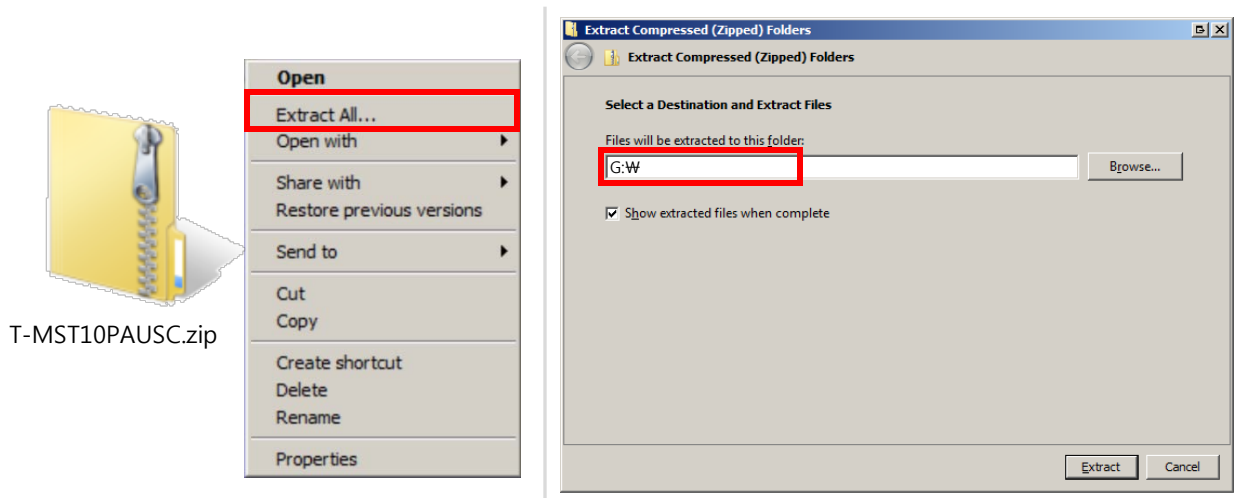 T-MST10PAUSC.zip
Open
Extract All...
Open with
Share with
Restore previous versions
Send to
Cut
Copy
Create shortcut
Delete
Rename
Properties
Extract Compressed (Zipped) Folders
Extract Compressed (Zipped) Folders
Select a Destination and Extract Files
Files will be extracted to this folder:
G:₩
Browse...
Show extracted files when complete
Extract
Cancel